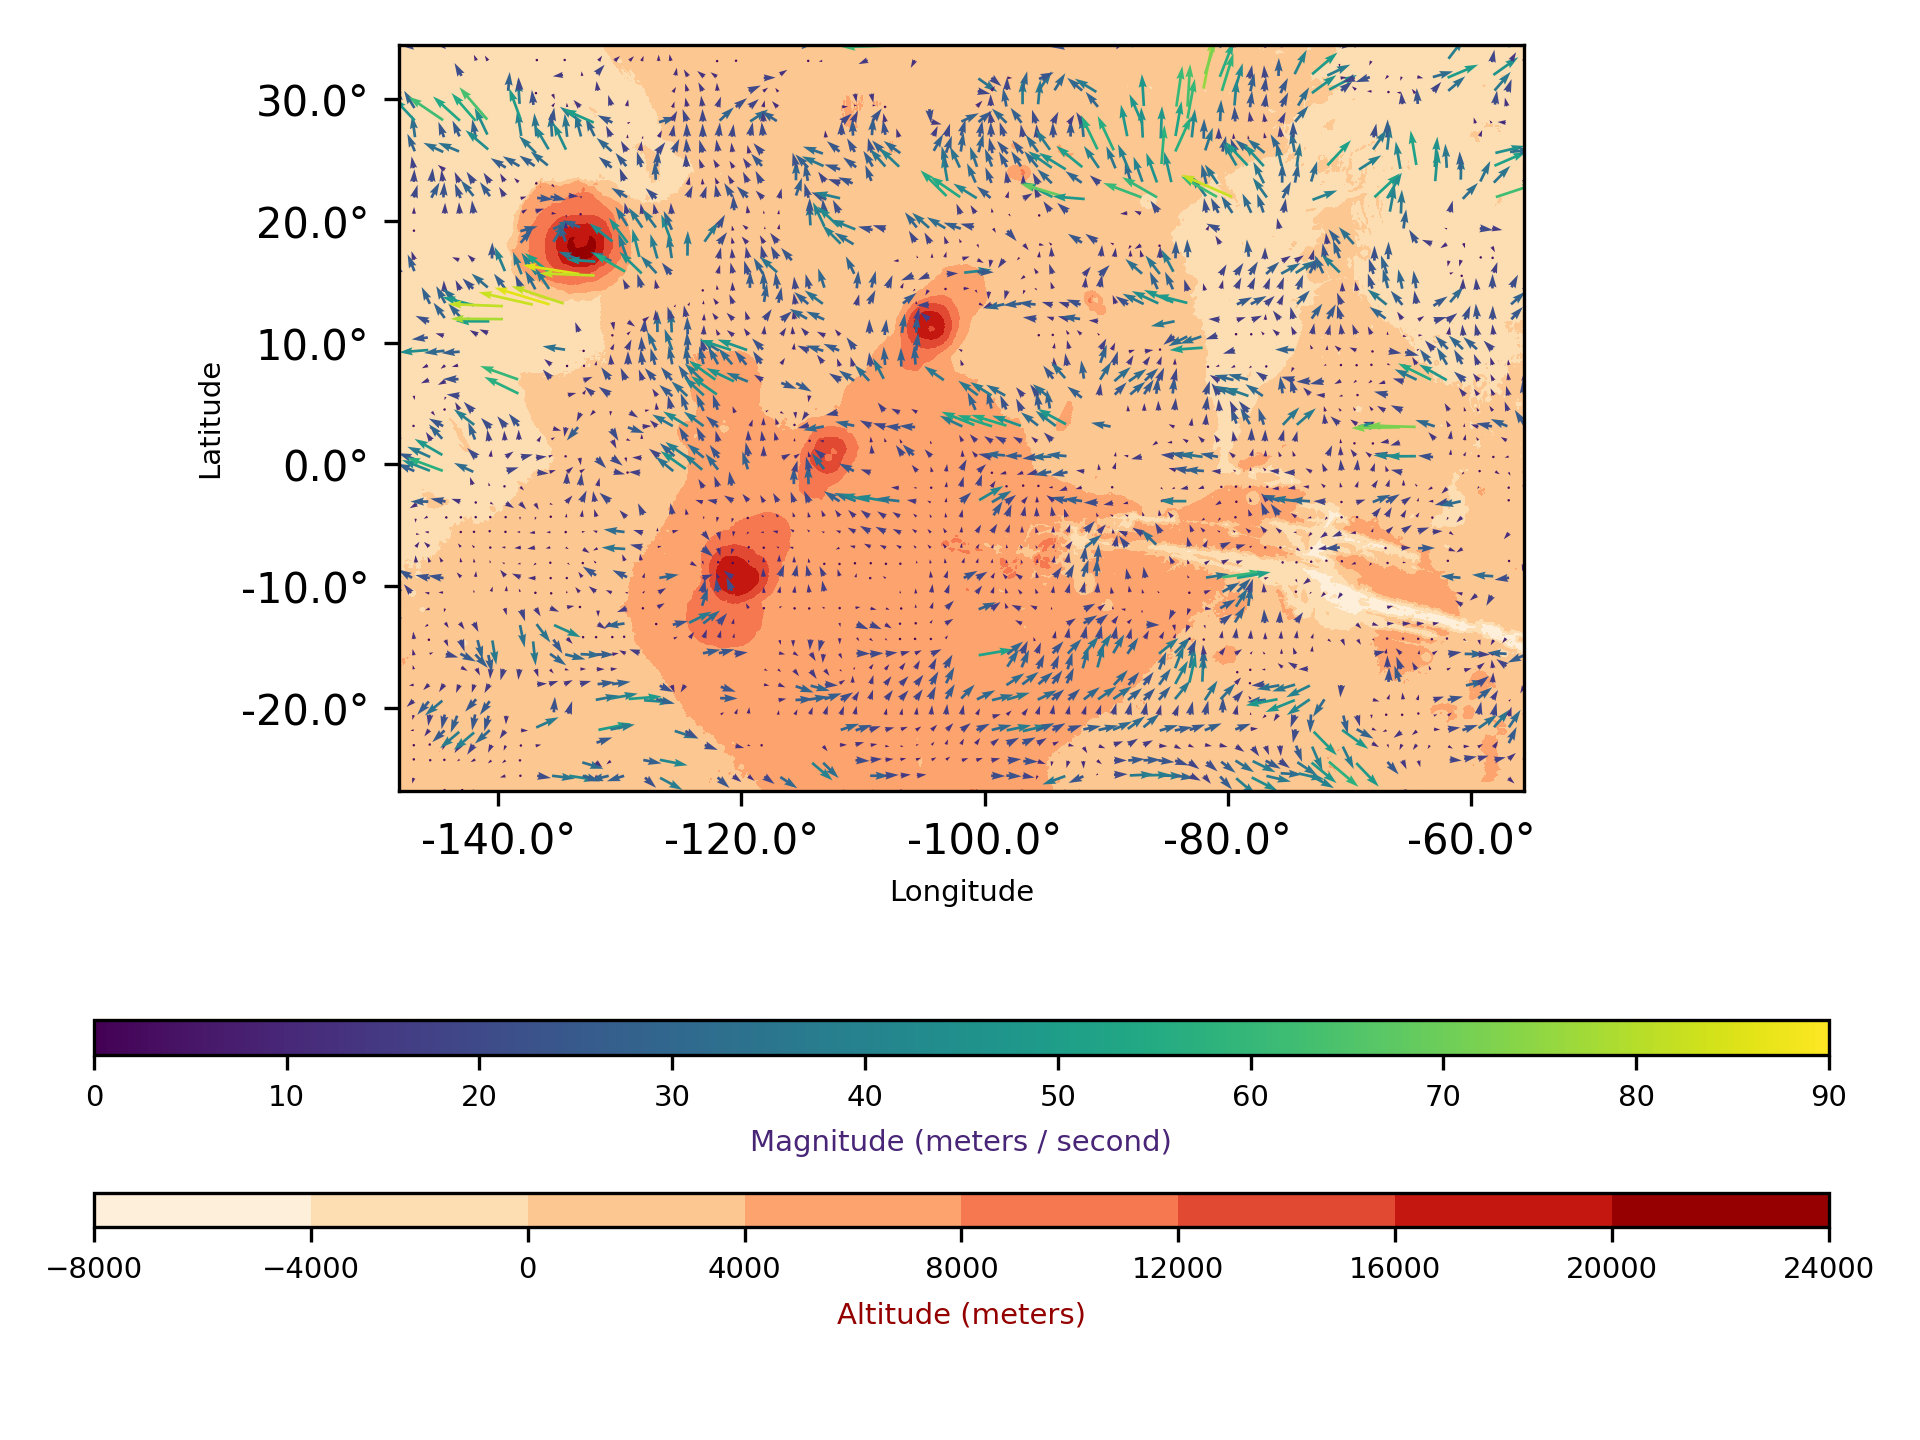 30.0°
20.0°
10.0°
0.0°
-10.0°
-20.0°
Latitude
-140.0° -120.0° -100.0° -80.0° -60.0°
Longitude
0 10 20 30 40 50 60 70 80 90
Magnitude (meters / second)
−8000 −4000 0 4000 8000 12000 16000 20000 24000
Altitude (meters)